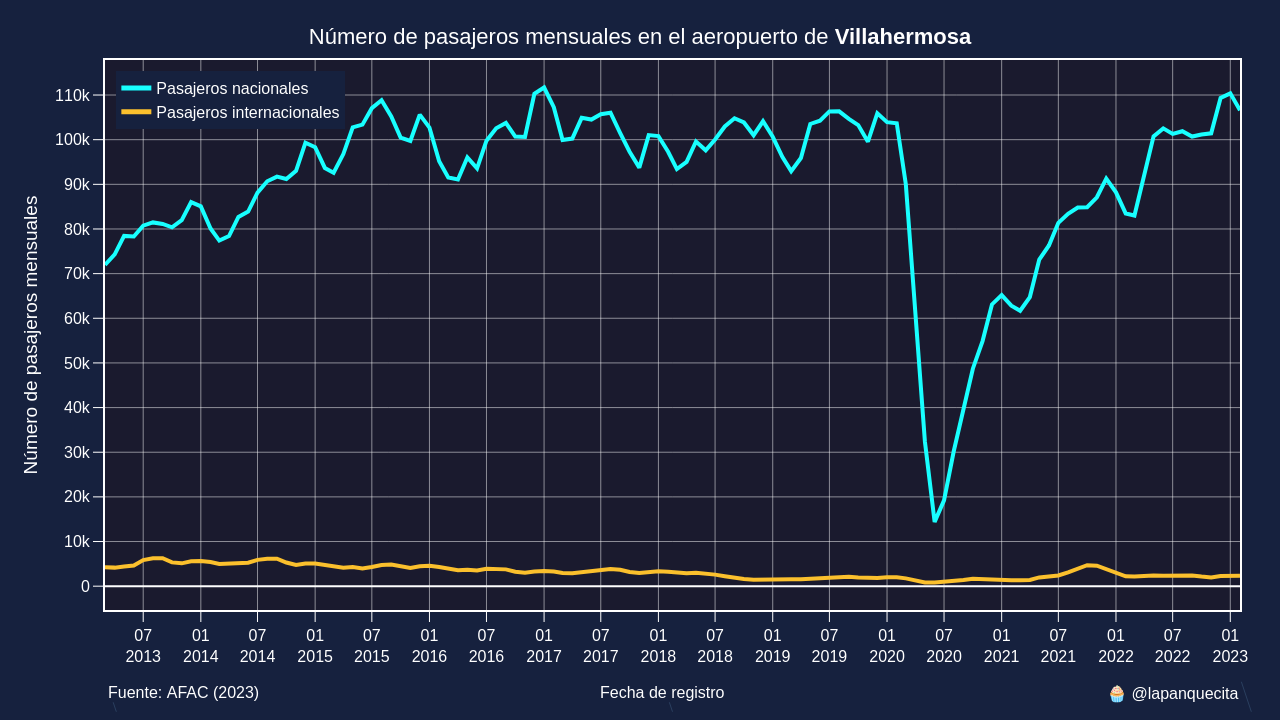 Número de pasajeros mensuales en el aeropuerto de Villahermosa
Pasajeros nacionales
Pasajeros internacionales
Número de pasajeros mensuales
110k
100k
90k
80k
70k
60k
50k
40k
30k
20k
10k
0
07 01 07 01 07 01 07 01 07 01 07 01 07 01 07 01 07 01 07 01
2013 2014 2014 2015 2015 2016 2016 2017 2017 2018 2018 2019 2019 2020 2020 2021 2021 2022 2022 2023
Fuente: AFAC (2023)
Fecha de registro
🧁 @lapanquecita